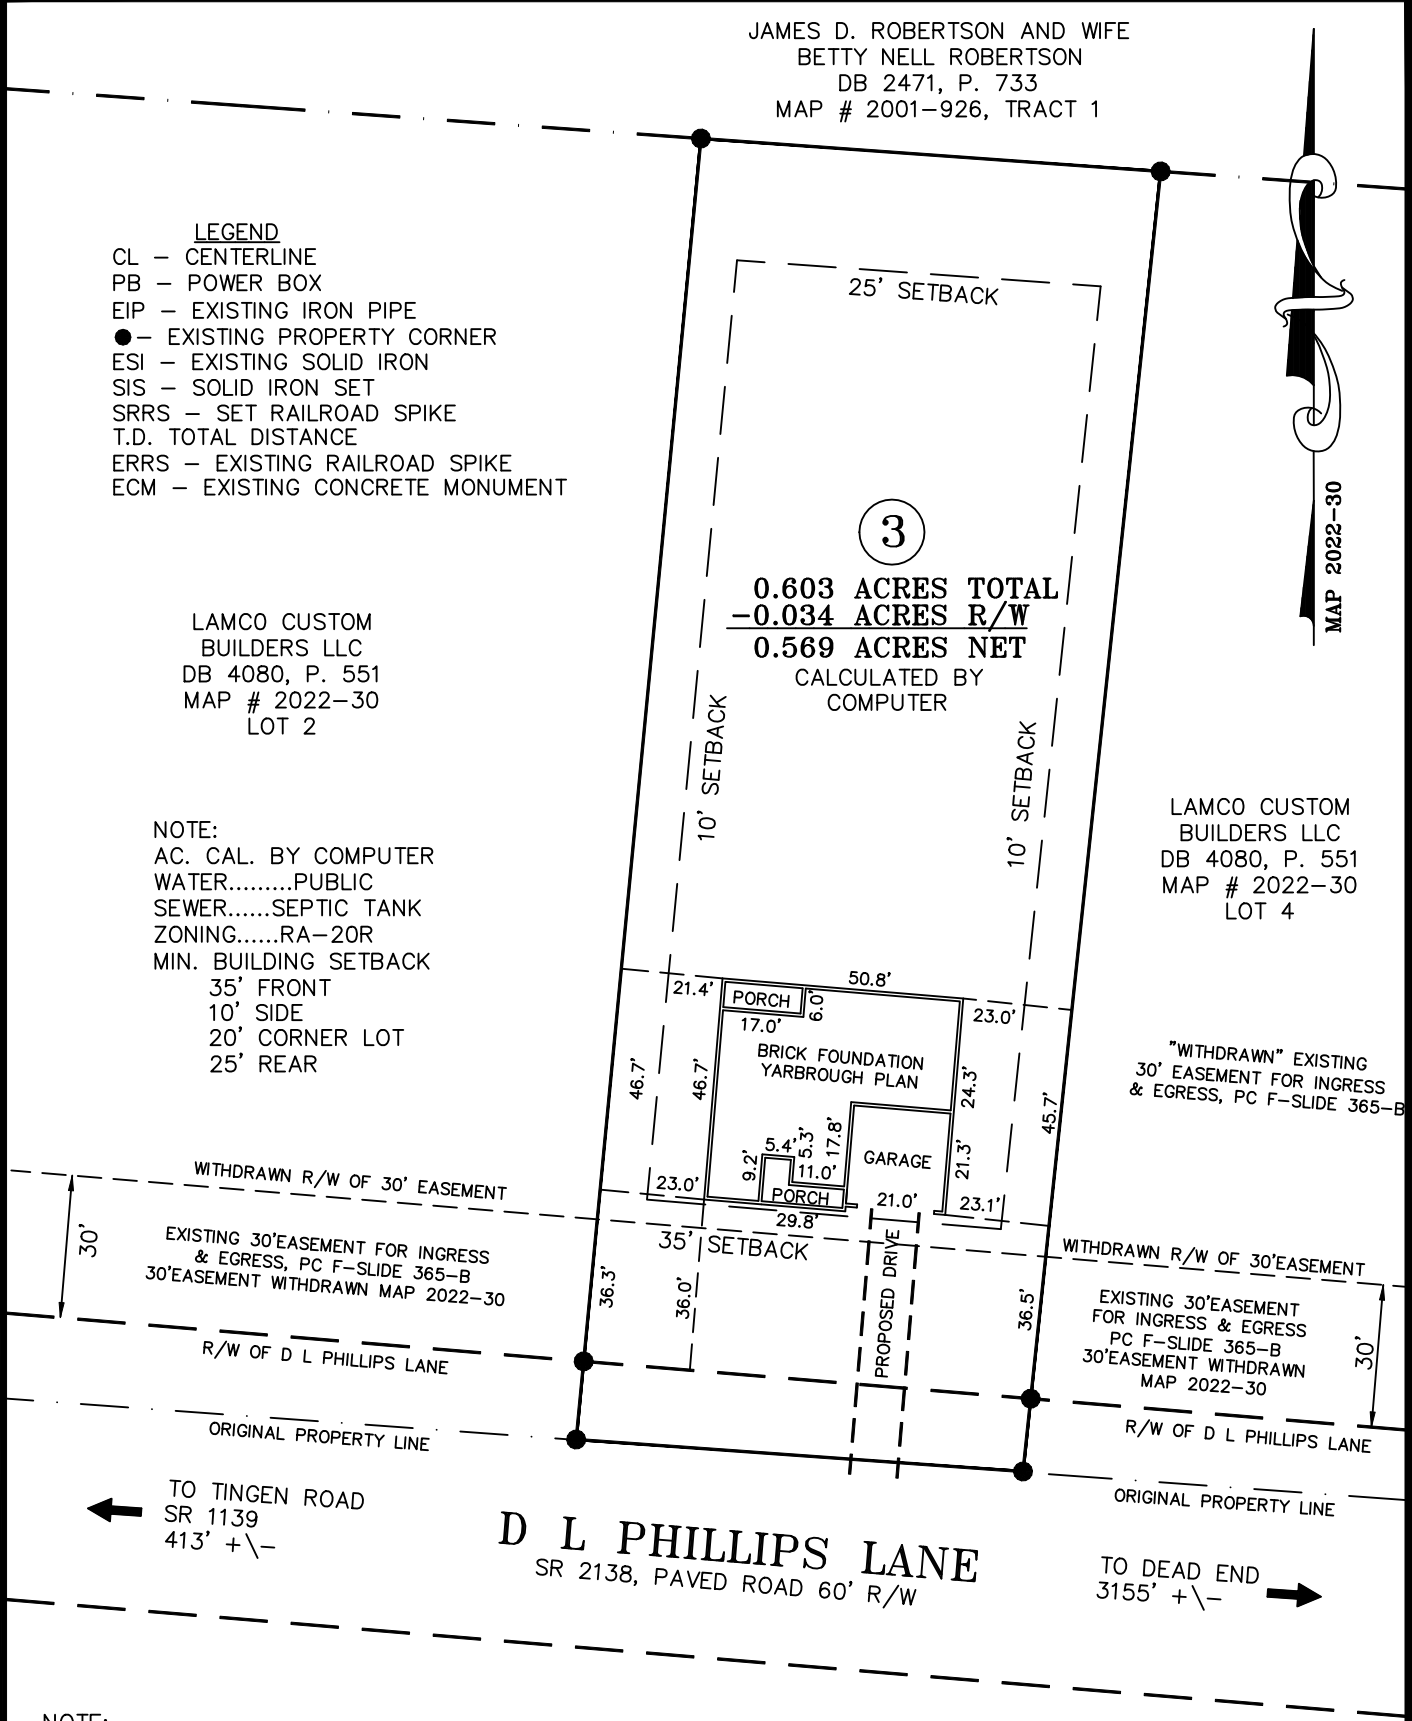 JAMES D. ROBERTSON AND WIFE
BETTY NELL ROBERTSON
DB 2471, P. 733
MAP # 2001-926, TRACT 1
LEGEND
CL - CENTERLINE
PB - POWER BOX
EIP - EXISTING IRON PIPE
●- EXISTING PROPERTY CORNER
ESI - EXISTING SOLID IRON
SIS - SOLID IRON SET
SRRS - SET RAILROAD SPIKE
T.D. TOTAL DISTANCE
ERRS - EXISTING RAILROAD SPIKE
ECM - EXISTING CONCRETE MONUMENT
25' SETBACK
MAP 2022-30
3
0.603 ACRES TOTAL
-0.034 ACRES R/W
0.569 ACRES NET
CALCULATED BY
COMPUTER
LAMCO CUSTOM
BUILDERS LLC
DB 4080, P. 551
MAP # 2022-30
LOT 2
10' SETBACK
10' SETBACK
LAMCO CUSTOM
BUILDERS LLC
DB 4080, P. 551
MAP # 2022-30
LOT 4
NOTE:
AC. CAL. BY COMPUTER
WATER.........PUBLIC
SEWER......SEPTIC TANK
ZONING......RA-20R
MIN. BUILDING SETBACK
35' FRONT
10' SIDE
20' CORNER LOT
25' REAR
50.8'
21.4'
PORCH
6.0'
23.0'
17.0'
BRICK FOUNDATION
YARBROUGH PLAN
46.7'
46.7'
24.3'
45.7'
"WITHDRAWN" EXISTING
30' EASEMENT FOR INGRESS
& EGRESS, PC F-SLIDE 365-B
5.4'
5.3'
17.8'
GARAGE
21.3'
9.2'
11.0'
PORCH
23.0'
21.0'
23.1'
29.8'
WITHDRAWN R/W OF 30' EASEMENT
30'
EXISTING 30'EASEMENT FOR INGRESS
& EGRESS, PC F-SLIDE 365-B
30'EASEMENT WITHDRAWN MAP 2022-30
35' SETBACK
36.3'
36.0'
PROPOSED DRIVE
36.5'
WITHDRAWN R/W OF 30'EASEMENT
EXISTING 30'EASEMENT
FOR INGRESS & EGRESS
PC F-SLIDE 365-B
30'EASEMENT WITHDRAWN
MAP 2022-30
30'
R/W OF D L PHILLIPS LANE
R/W OF D L PHILLIPS LANE
ORIGINAL PROPERTY LINE
ORIGINAL PROPERTY LINE
TO TINGEN ROAD
SR 1139
413' +\-
D L PHILLIPS LANE
SR 2138, PAVED ROAD 60' R/W
TO DEAD END
3155' +\-
NOTE: